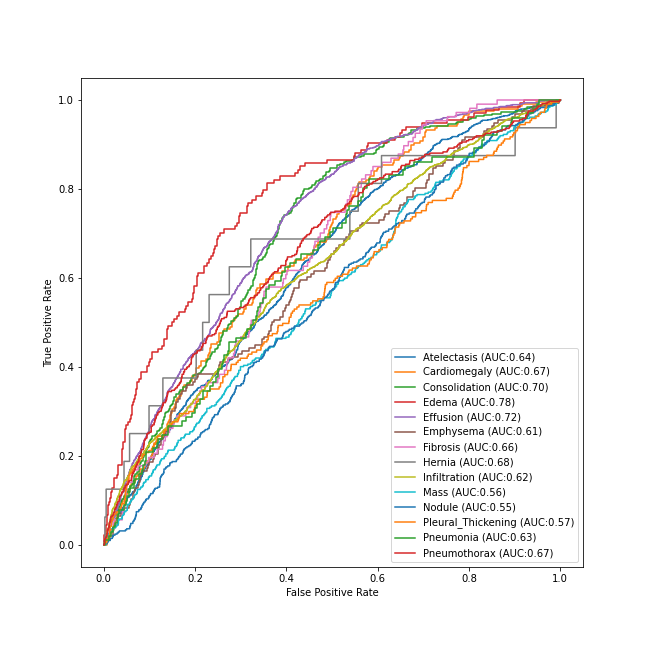 1.0
0.8
0.6
0.4
0.2
0.0
True Positive Rate
Atelectasis (AUC:0.64)
Cardiomegaly (AUC:0.67)
Consolidation (AUC:0.70)
Edema (AUC:0.78)
Effusion (AUC:0.72)
Emphysema (AUC:0.61)
Fibrosis (AUC:0.66)
Hernia (AUC:0.68)
Infiltration (AUC:0.62)
Mass (AUC:0.56)
Nodule (AUC:0.55)
Pleural_Thickening (AUC:0.57)
Pneumonia (AUC:0.63)
Pneumothorax (AUC:0.67)
0.0 0.2 0.4 0.6 0.8 1.0
False Positive Rate